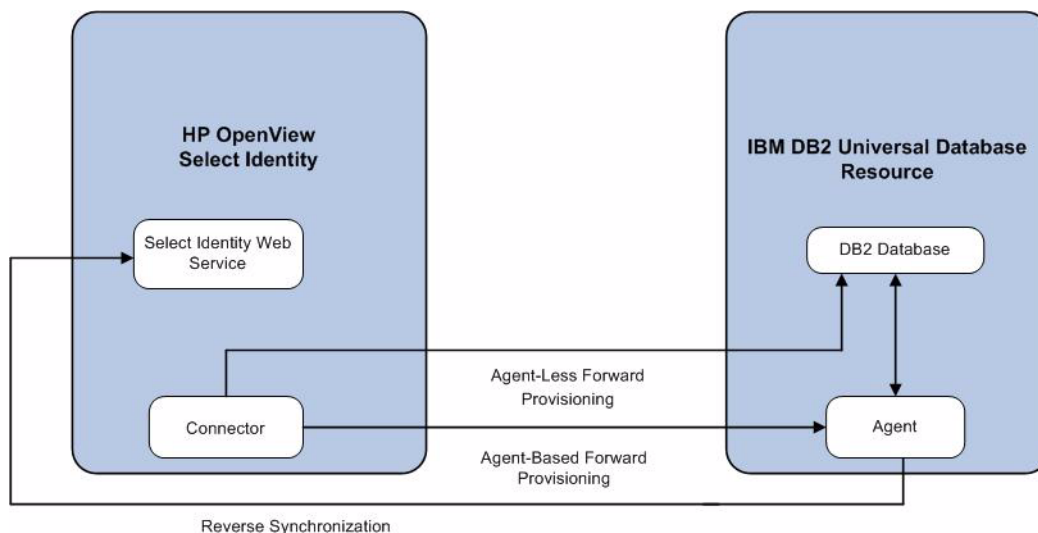 HP OpenView
Select Identity
IBM DB2 Universal Database
Resource
Select Identity Web
Service
DB2 Database
Agent-Less Forward
Provisioning
Connector
Agent
Agent-Based Forward
Provisioning
Reverse Synchronization